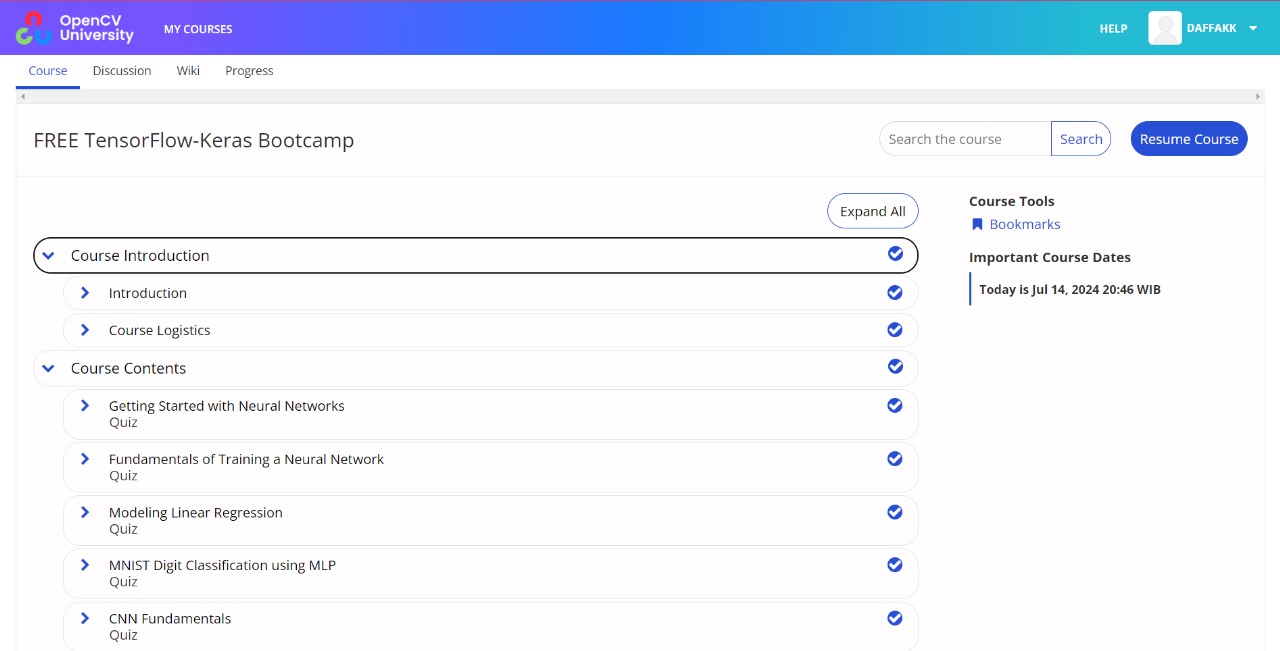 OpenCV
University
MY COURSES
HELP
DAFFAKK
Course
Discussion
Wiki
Progress
FREE TensorFlow-Keras Bootcamp
Search the course
Search
Resume Course
Expand All
Course Introduction
Introduction
Course Logistics
Course Contents
Getting Started with Neural Networks
Quiz
Fundamentals of Training a Neural Network
Quiz
Modeling Linear Regression
Quiz
MNIST Digit Classification using MLP
Quiz
CNN Fundamentals
Quiz
Course Tools
Bookmarks
Important Course Dates
Today is Jul 14, 2024 20:46 WIB